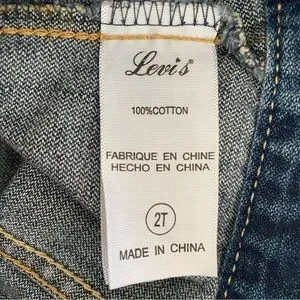 Levi's
100%COTTON
FABRIQUE EN CHINE
HECHO EN CHINA
2T
MADE IN CHINA